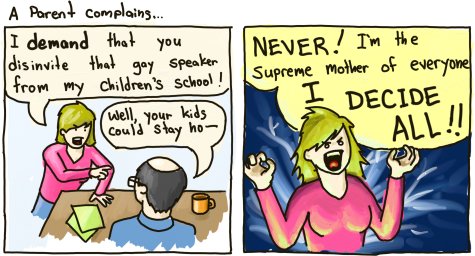 A Parent complains...
I demand that you
disinvite that gay speaker
from my children's school!
Well, your kids
could stay ho—
NEVER! I'm the
Supreme mother of everyone
I DECIDE
ALL!!